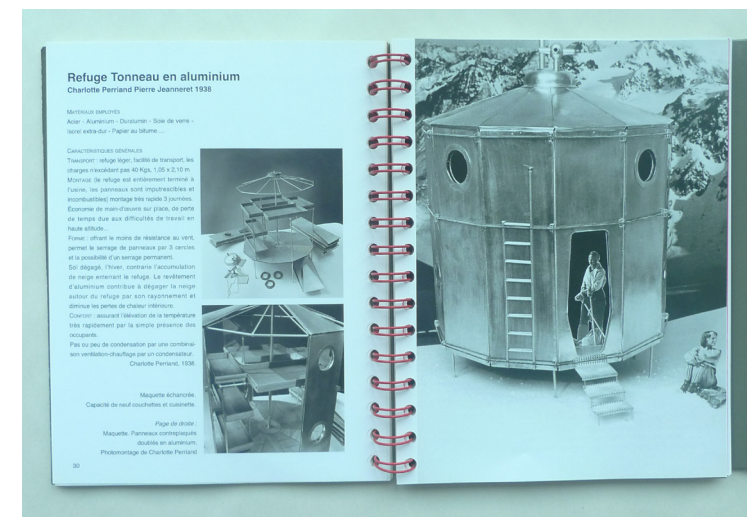 Refuge Tonneau en aluminium
Charlotte Perriand Pierre Jeanneret 1938
MATÉRIAUX EMPLOYÉS
Acier - Aluminium - Duralumin - Soie de verre -
Isorel extra-dur - Papier au bitume....
CARACTÉRISTIQUES GÉNÉRALES
TRANSPORT : refuge léger, facilité de transport, les
charges n'excédant pas 40 Kgs, 1,05 x 2,10 m
MONTAGE (le refuge est entièrement terminé à
l'usine, les panneaux sont imputrescibles et
incombustibles) montage très rapide 3 journées.
Économie de main-d'œuvre sur place, de perte
de temps due aux difficultés de travail en
haute altitude...
FORME : offrant le moins de résistance au vent,
permet le serrage de panneaux par 3 cercles
et la possibilité d'un serrage permanent.
Sol dégagé, l'hiver, contraire l'accumulation
de neige enterrant le refuge. Le revêtement
d'aluminium contribue à dégager la neige
autour du refuge par son rayonnement et
diminue les pertes de chaleur intérieure.
CONFORT : assurant l'élévation de la température
très rapidement par la simple présence des
occupants.
Pas ou peu de condensation par une combinai-
son ventilation-chauffage par un condensateur.
Charlotte Perriand, 1938.
Maquette échancrée.
Capacité de neuf couchettes et cuisinette.
Page de droite :
Maquette. Panneaux contreplaqués
doublés en aluminium.
Photomontage de Charlotte Perriand
30